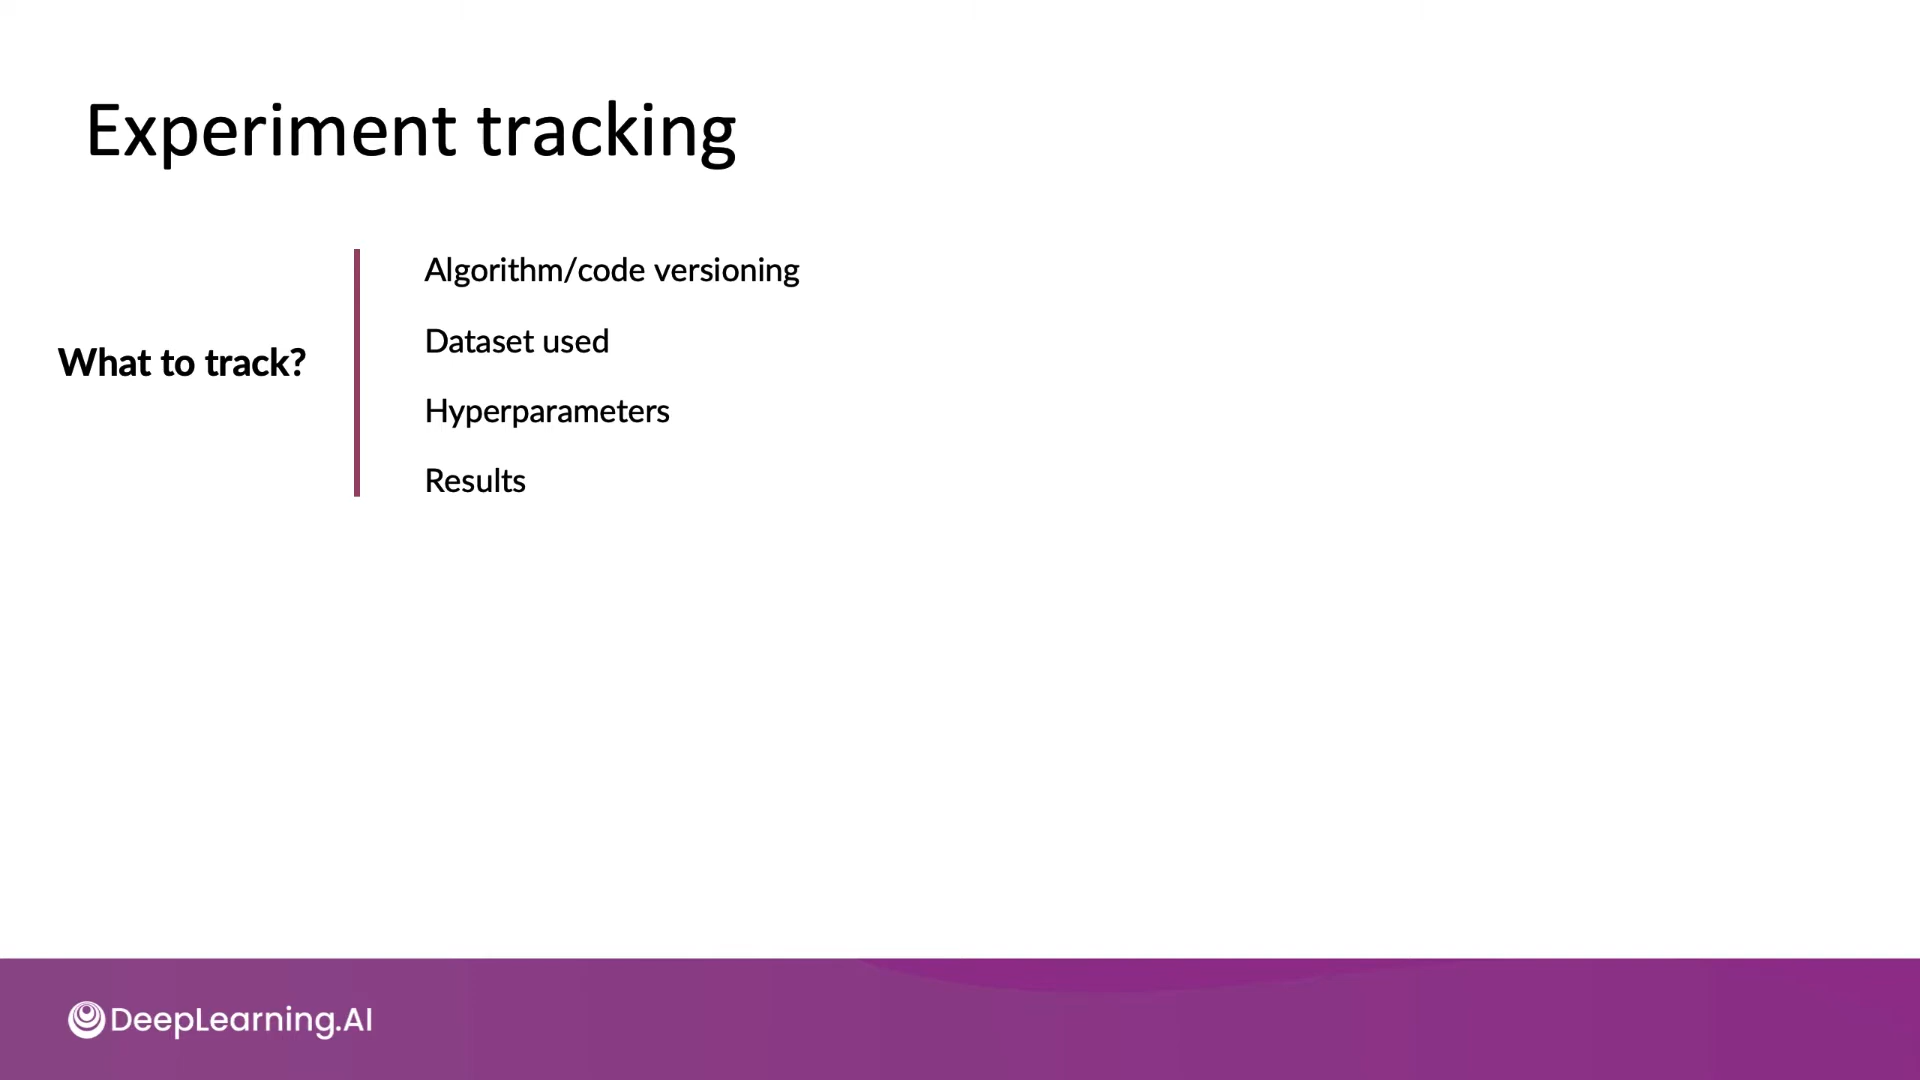 Experiment tracking
What to track?
Algorithm/code versioning
Dataset used
Hyperparameters
Results
DeepLearning.AI